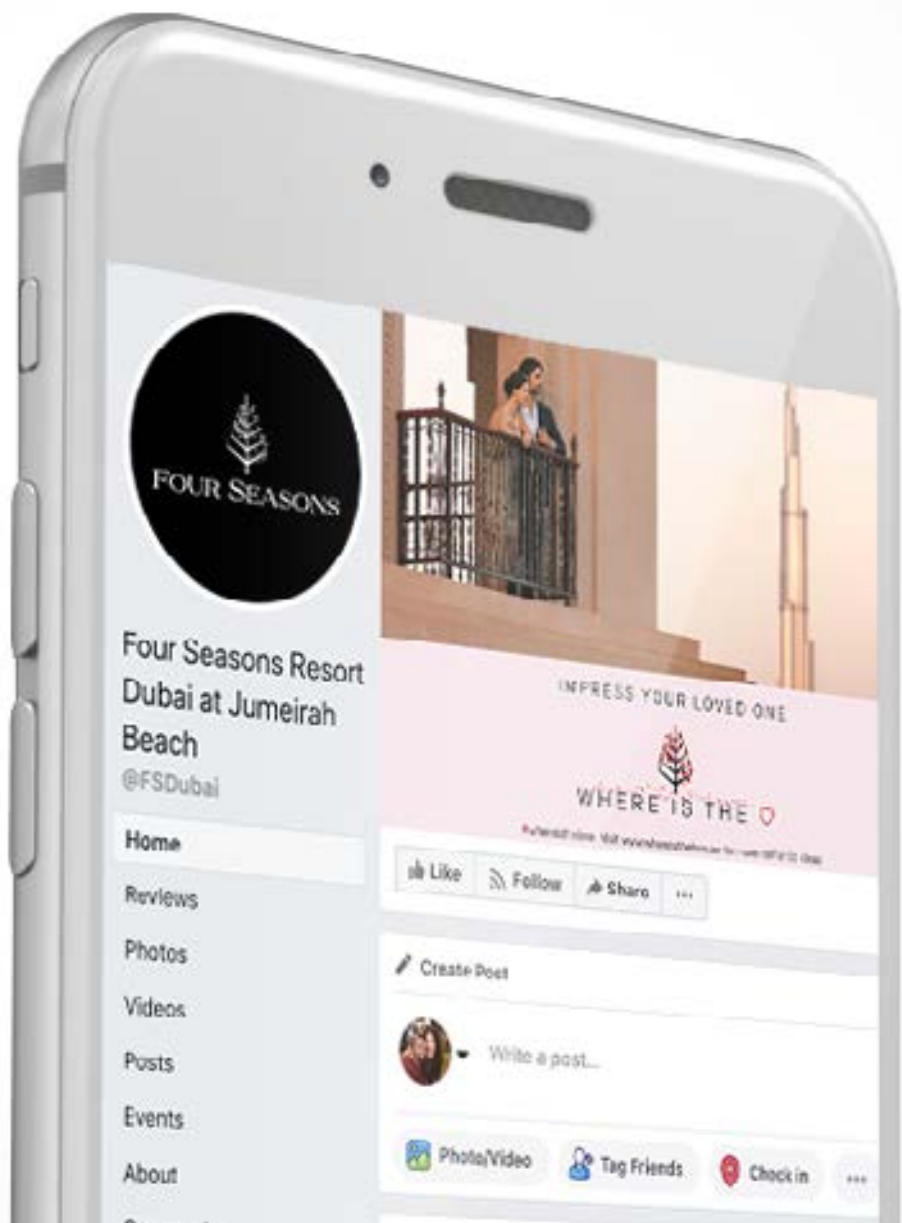 FOUR SEASONS
Four Seasons Resort
Dubai at Jumeirah
Beach
@FSDubai
Home
Reviews
Photos
Videos
Posts
Events
About
IMPRESS YOUR LOVED ONE
WHERE IS THE
Like
Follow
Share
Create Post
Write a post...
Photo/Video
Tag Friends
Check in